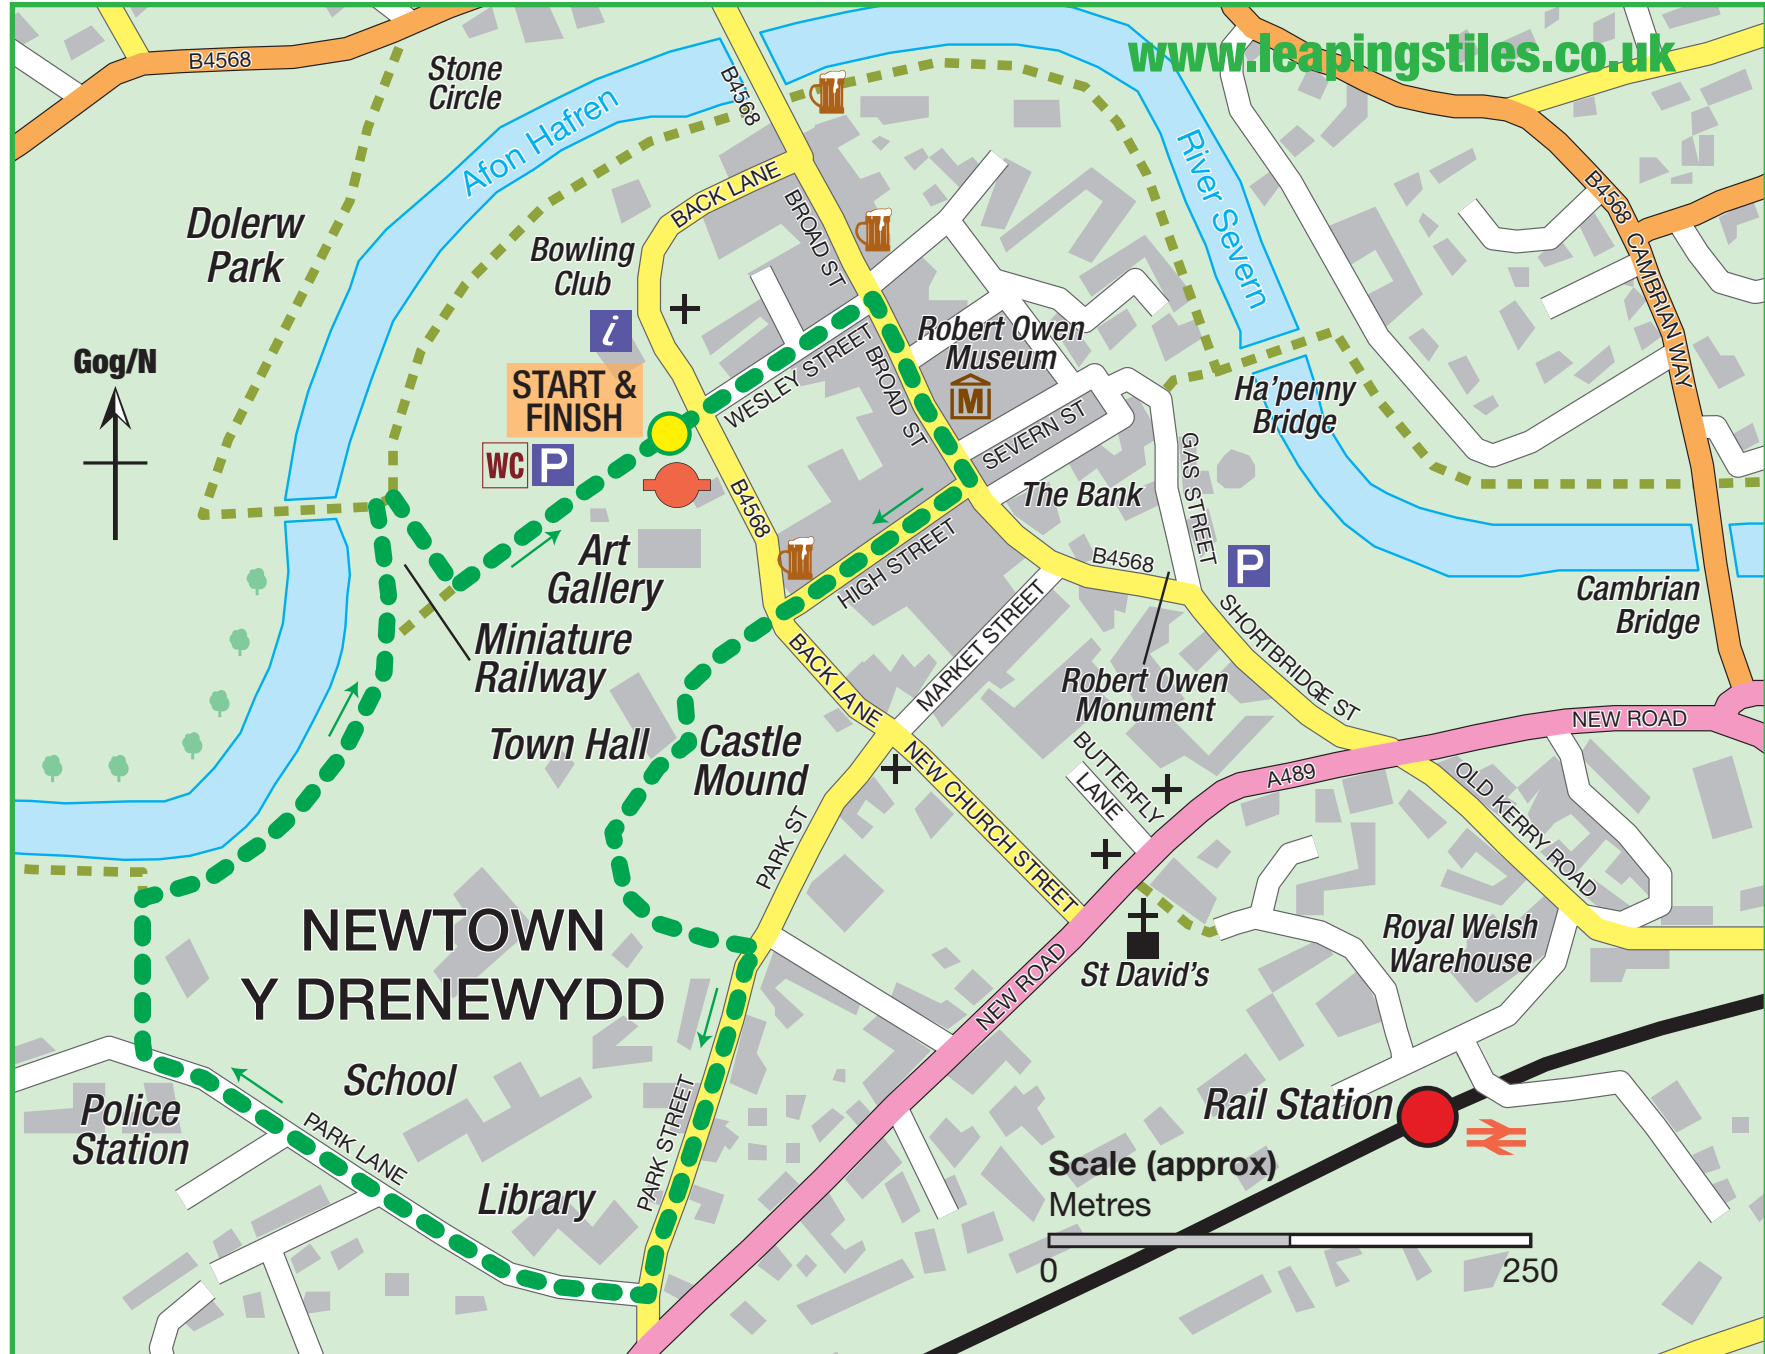 www.leapingstiles.co.uk
B4568
Stone
Circle
B4568
Afon Hafren
River Severn
B4568
BACK LANE
Dolerw
Park
BROAD ST
Bowling
Club
CAMBRIAN WAY
i
Robert Owen
Museum
Gog/N
START &
FINISH
WESLEY STREET
BROAD ST
M
Ha'penny
Bridge
WC
P
SEVERN ST
GAS STREET
The Bank
B4568
Art
Gallery
HIGH STREET
B4568
P
Cambrian
Bridge
Miniature
Railway
MARKET STREET
SHORTBRIDGE ST
BACK LANE
Robert Owen
Monument
NEW ROAD
Town Hall
Castle
Mound
BUTTERFLY
LANE
A489
NEW CHURCH STREET
PARK ST
OLD KERRY ROAD
NEWTOWN
Y DRENEWYDD
Royal Welsh
Warehouse
NEW ROAD
St David's
School
Police
Station
PARK LANE
PARK STREET
Rail Station
Library
Scale (approx)
Metres
0
250